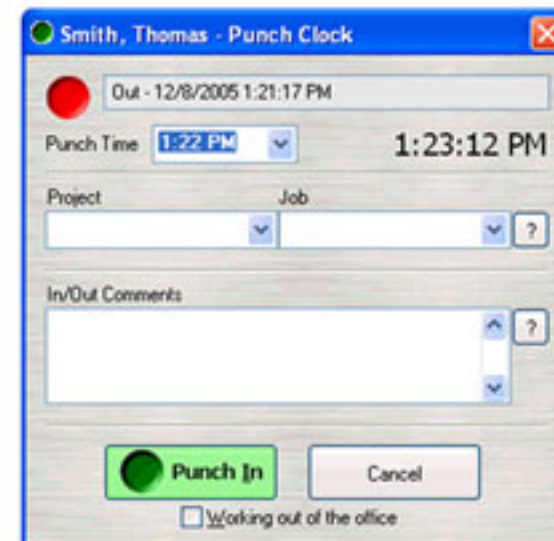 Smith, Thomas - Punch Clock
Out - 12/8/2005 1:21:17 PM
Punch Time 1:22 PM 1:23:12 PM
Project Job
?
In/Out Comments
?
Punch In Cancel
Working out of the office